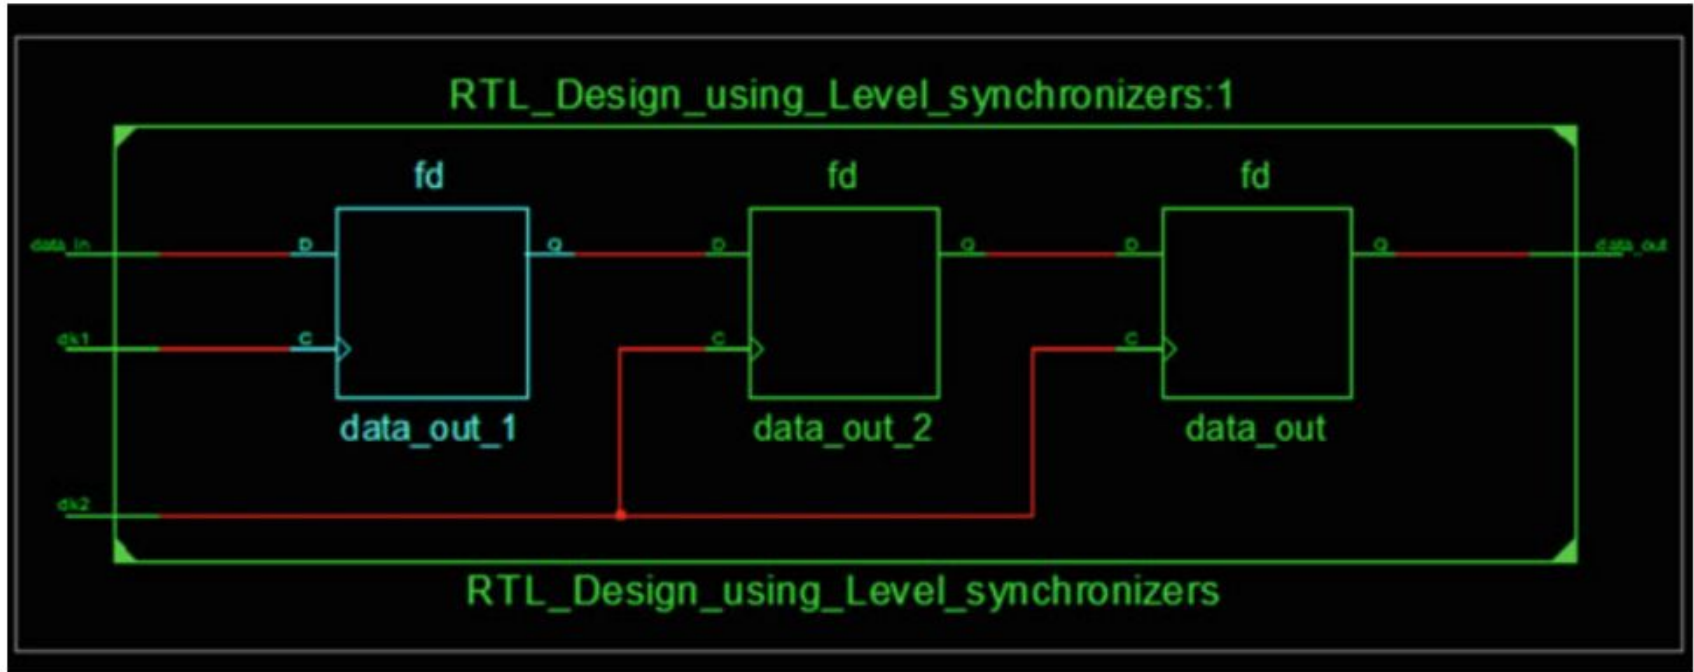 RTL_Design_using_Level_synchronizers:1
fd fd fd
data_in D Q D Q D Q data_out
clk1 C C C
data_out_1 data_out_2 data_out
clk2
RTL_Design_using_Level_synchronizers